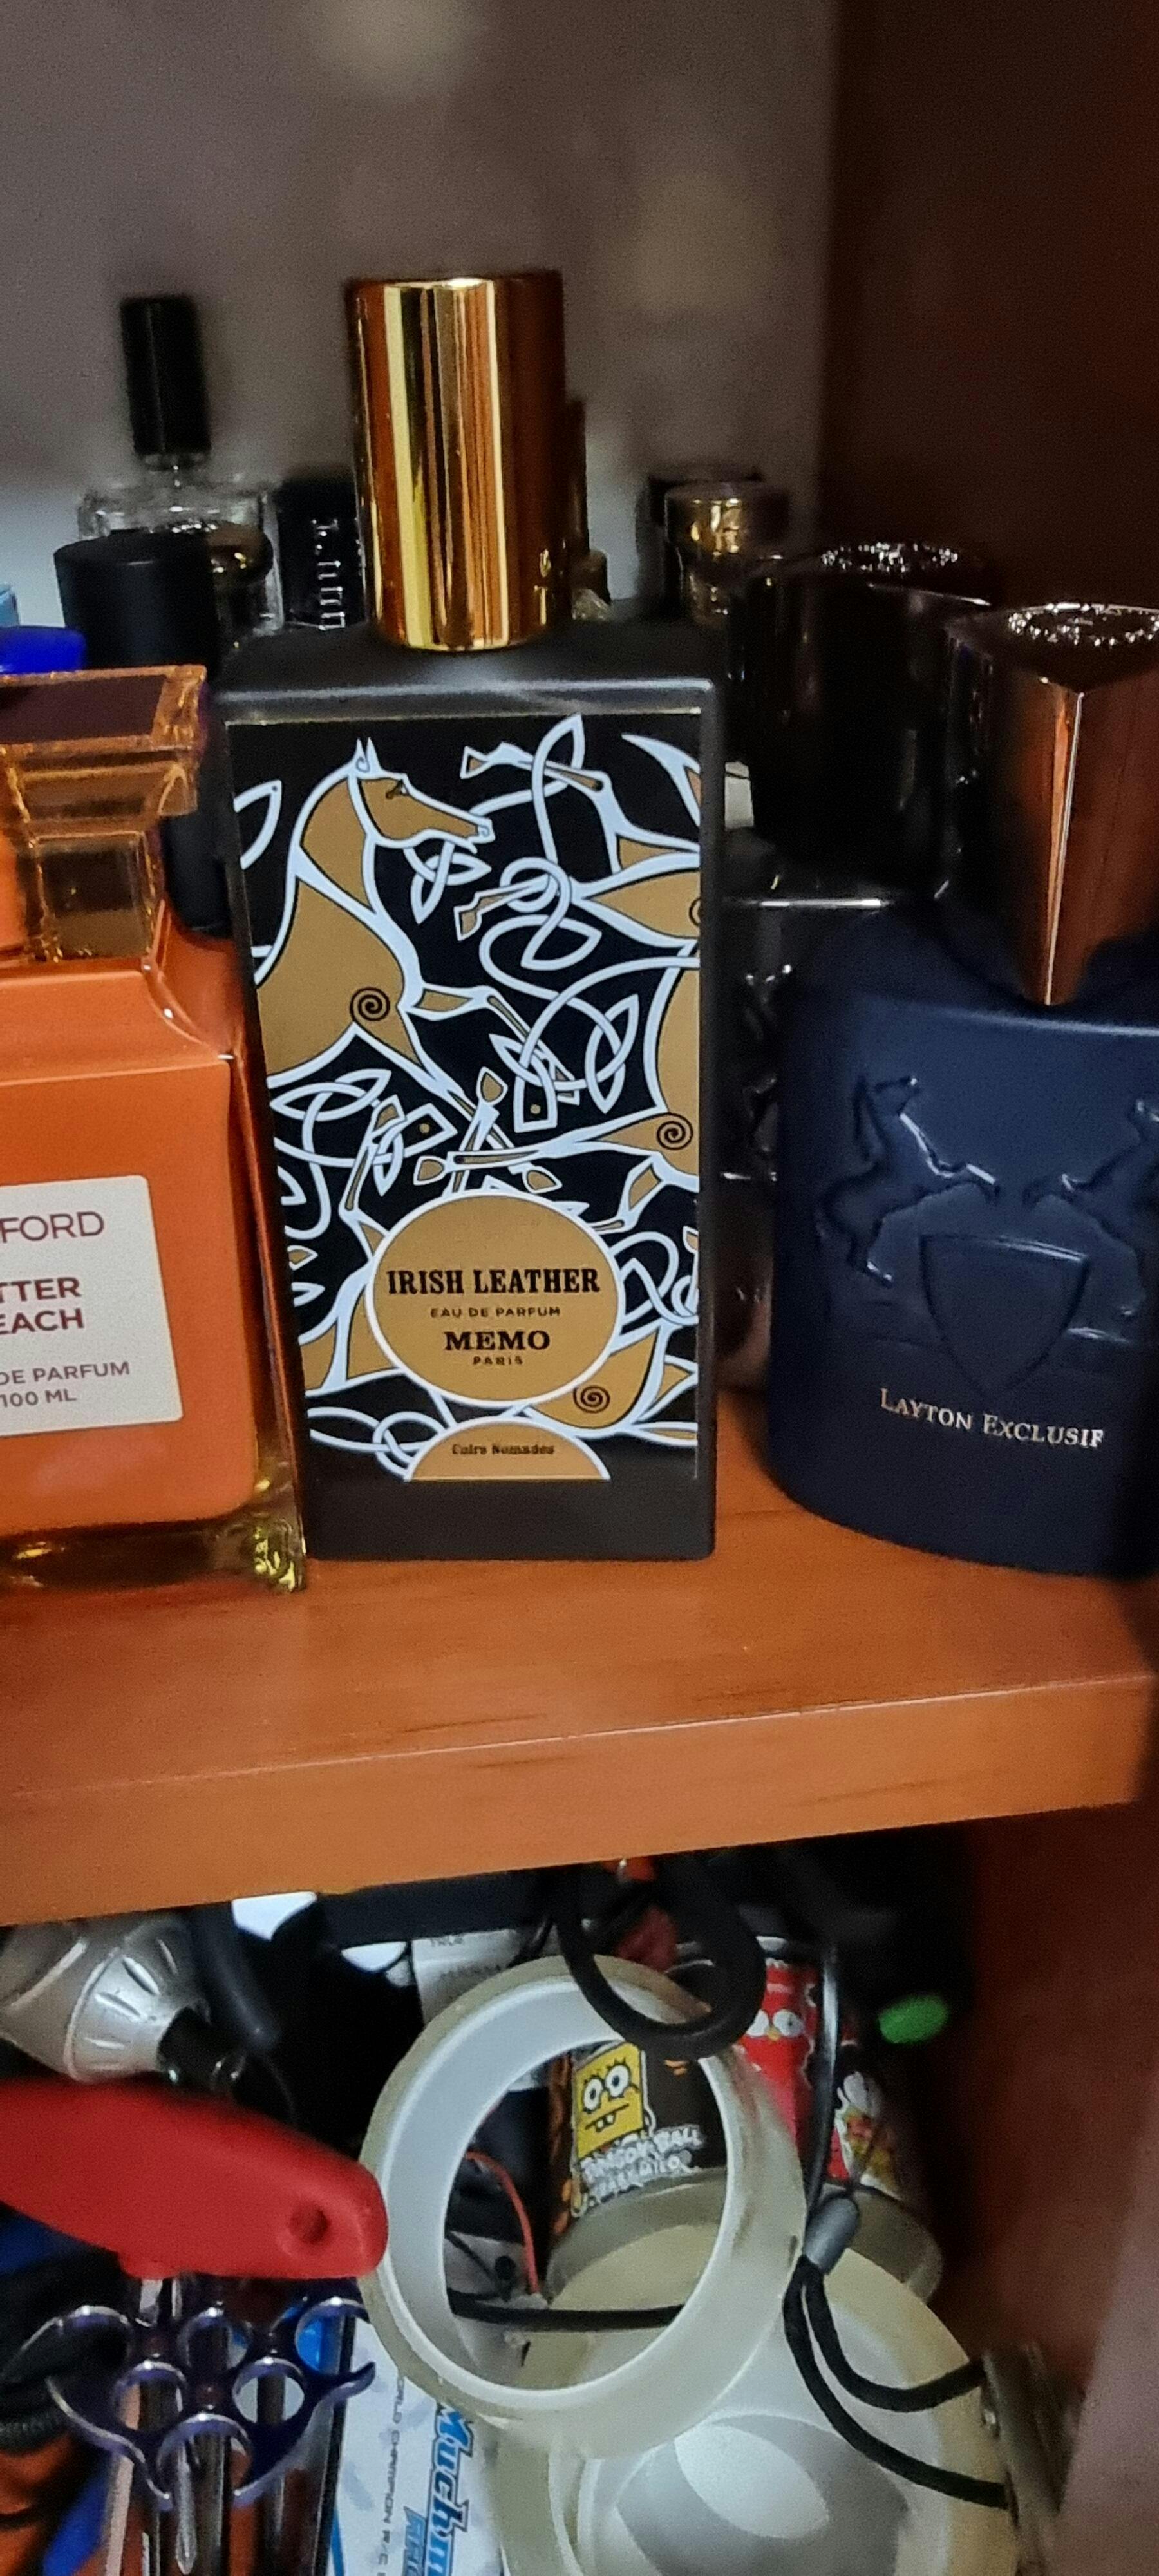 FORD
TTER
EACH
DE PARFUM
100 ML
IRISH LEATHER
EAU DE PARFUM
MEMO
PARIS
Cuirs Nomades
LAYTON EXCLUSIF